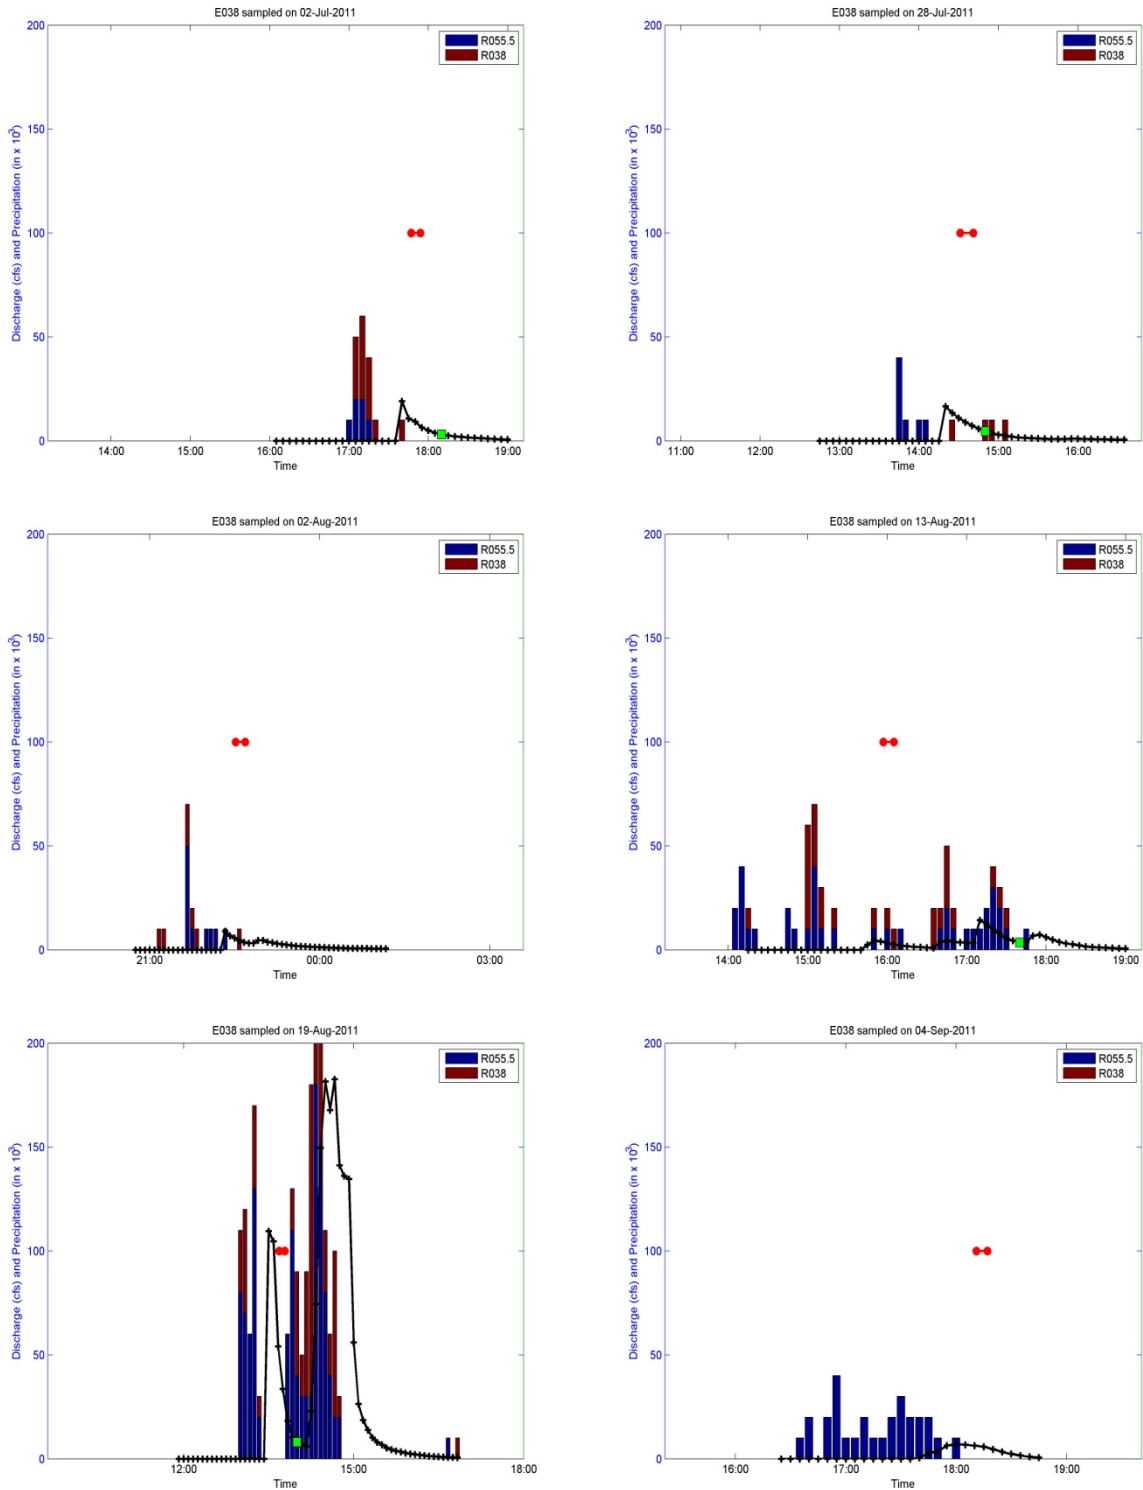 E038 sampled on 02-Jul-2011
R055.5
R038
200
150
100
50
0
Discharge (cfs) and Precipitation (in x 10³)
14:00 15:00 16:00 17:00 18:00 19:00
Time
E038 sampled on 28-Jul-2011
R055.5
R038
200
150
100
50
0
Discharge (cfs) and Precipitation (in x 10³)
11:00 12:00 13:00 14:00 15:00 16:00
Time
E038 sampled on 02-Aug-2011
R055.5
R038
200
150
100
50
0
Discharge (cfs) and Precipitation (in x 10³)
21:00 00:00 03:00
Time
E038 sampled on 13-Aug-2011
R055.5
R038
200
150
100
50
0
Discharge (cfs) and Precipitation (in x 10³)
14:00 15:00 16:00 17:00 18:00 19:00
Time
E038 sampled on 19-Aug-2011
R055.5
R038
200
150
100
50
0
Discharge (cfs) and Precipitation (in x 10³)
12:00 15:00 18:00
Time
E038 sampled on 04-Sep-2011
R055.5
R038
200
150
100
50
0
Discharge (cfs) and Precipitation (in x 10³)
16:00 17:00 18:00 19:00
Time